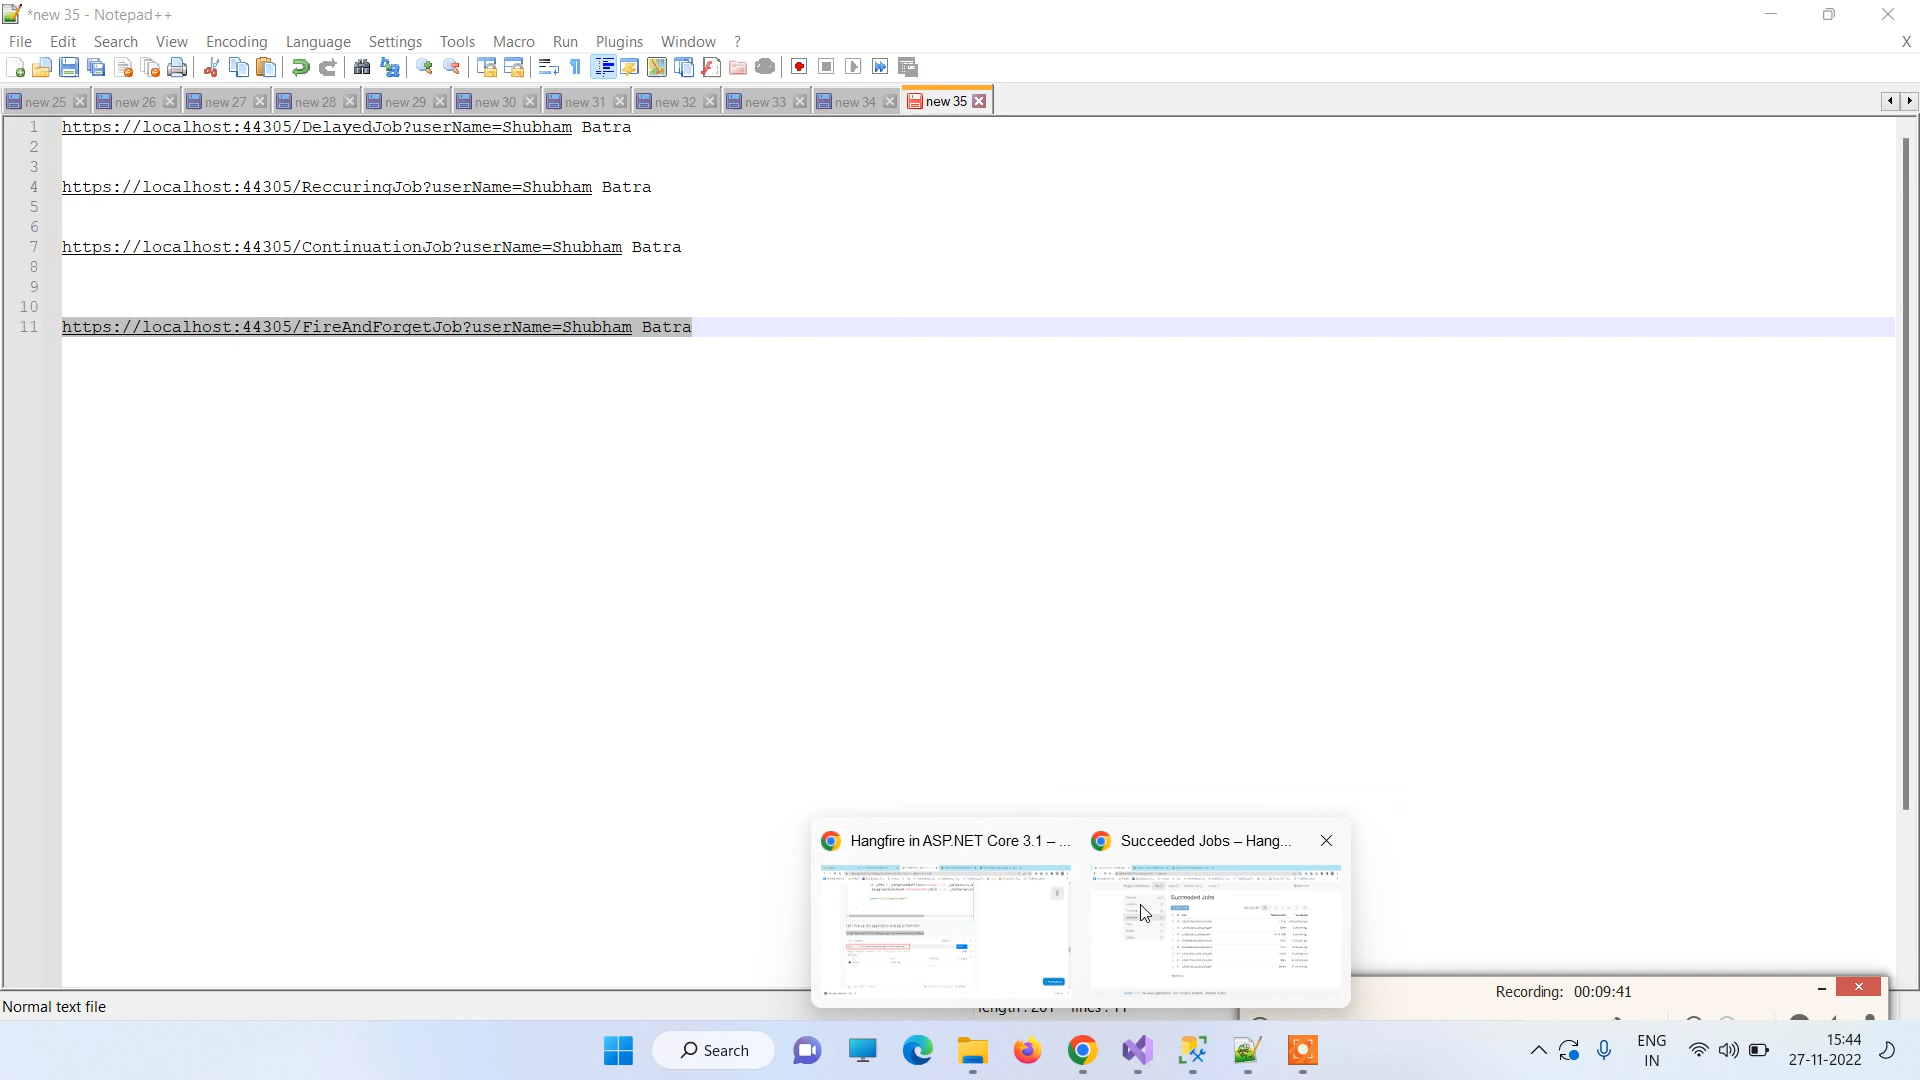 *new 35 - Notepad++
File Edit Search View Encoding Language Settings Tools Macro Run Plugins Window ? X
new 25 new 26 new 27 new 28 new 29 new 30 new 31 new 32 new 33 new 34 new 35
1 https://localhost:44305/DelayedJob?userName=Shubham Batra
2
3
4 https://localhost:44305/ReccuringJob?userName=Shubham Batra
5
6
7 https://localhost:44305/ContinuationJob?userName=Shubham Batra
8
9
10
11 https://localhost:44305/FireAndForgetJob?userName=Shubham Batra
Hangfire in ASP.NET Core 3.1 – ... Succeeded Jobs – Hang...
Succeeded Jobs
Recording: 00:09:41
Normal text file
Search
ENG
IN
15:44
27-11-2022